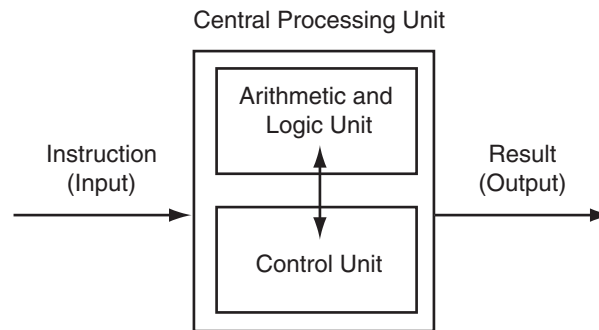 Central Processing Unit
Arithmetic and
Logic Unit
Instruction
(Input)
Result
(Output)
Control Unit